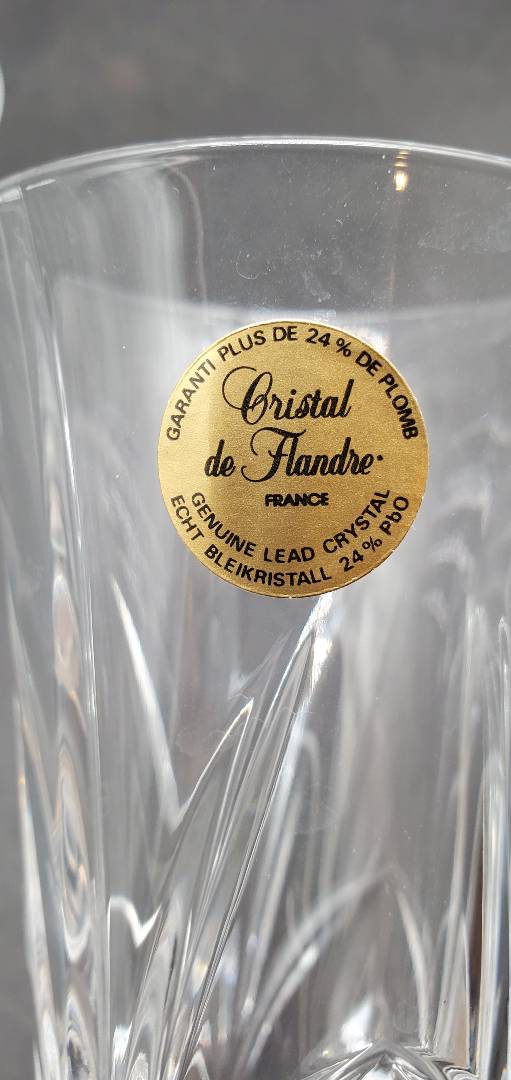 GARANTI PLUS DE 24 % DE PLOMB
Cristal
de Flandre
FRANCE
GENUINE LEAD CRYSTAL
ECHT BLEIKRISTALL 24 % PbO